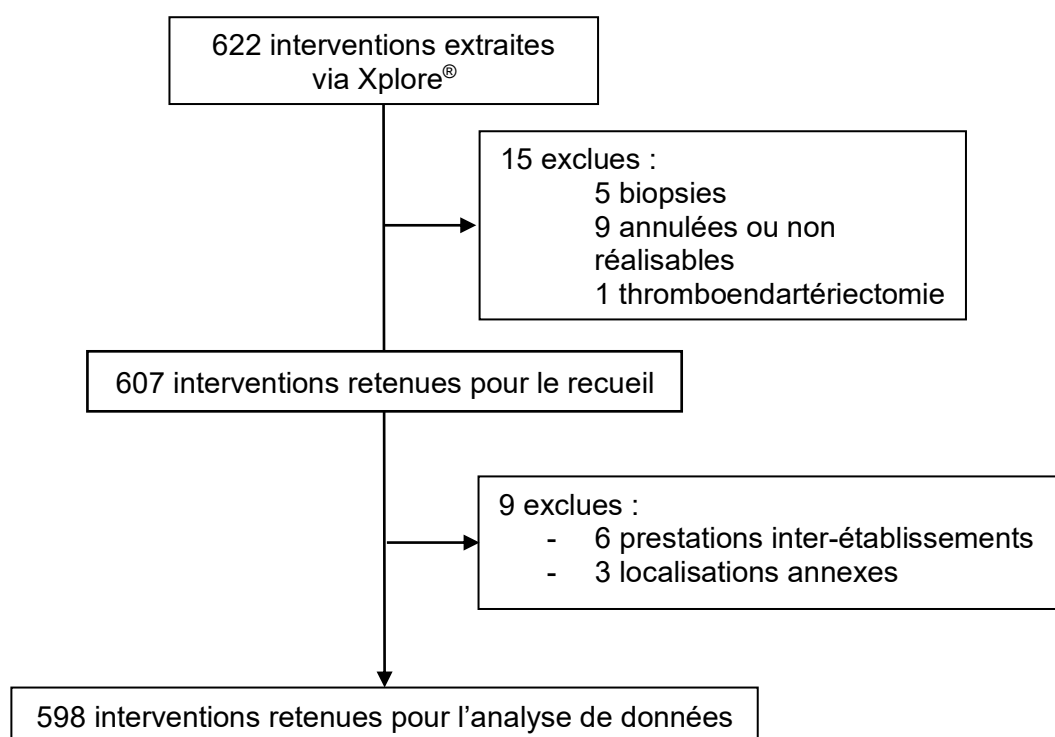 622 interventions extraites
via Xplore®
15 exclues :
5 biopsies
9 annulées ou non
réalisables
1 thromboendartériectomie
607 interventions retenues pour le recueil
9 exclues :
- 6 prestations inter-établissements
- 3 localisations annexes
598 interventions retenues pour l’analyse de données